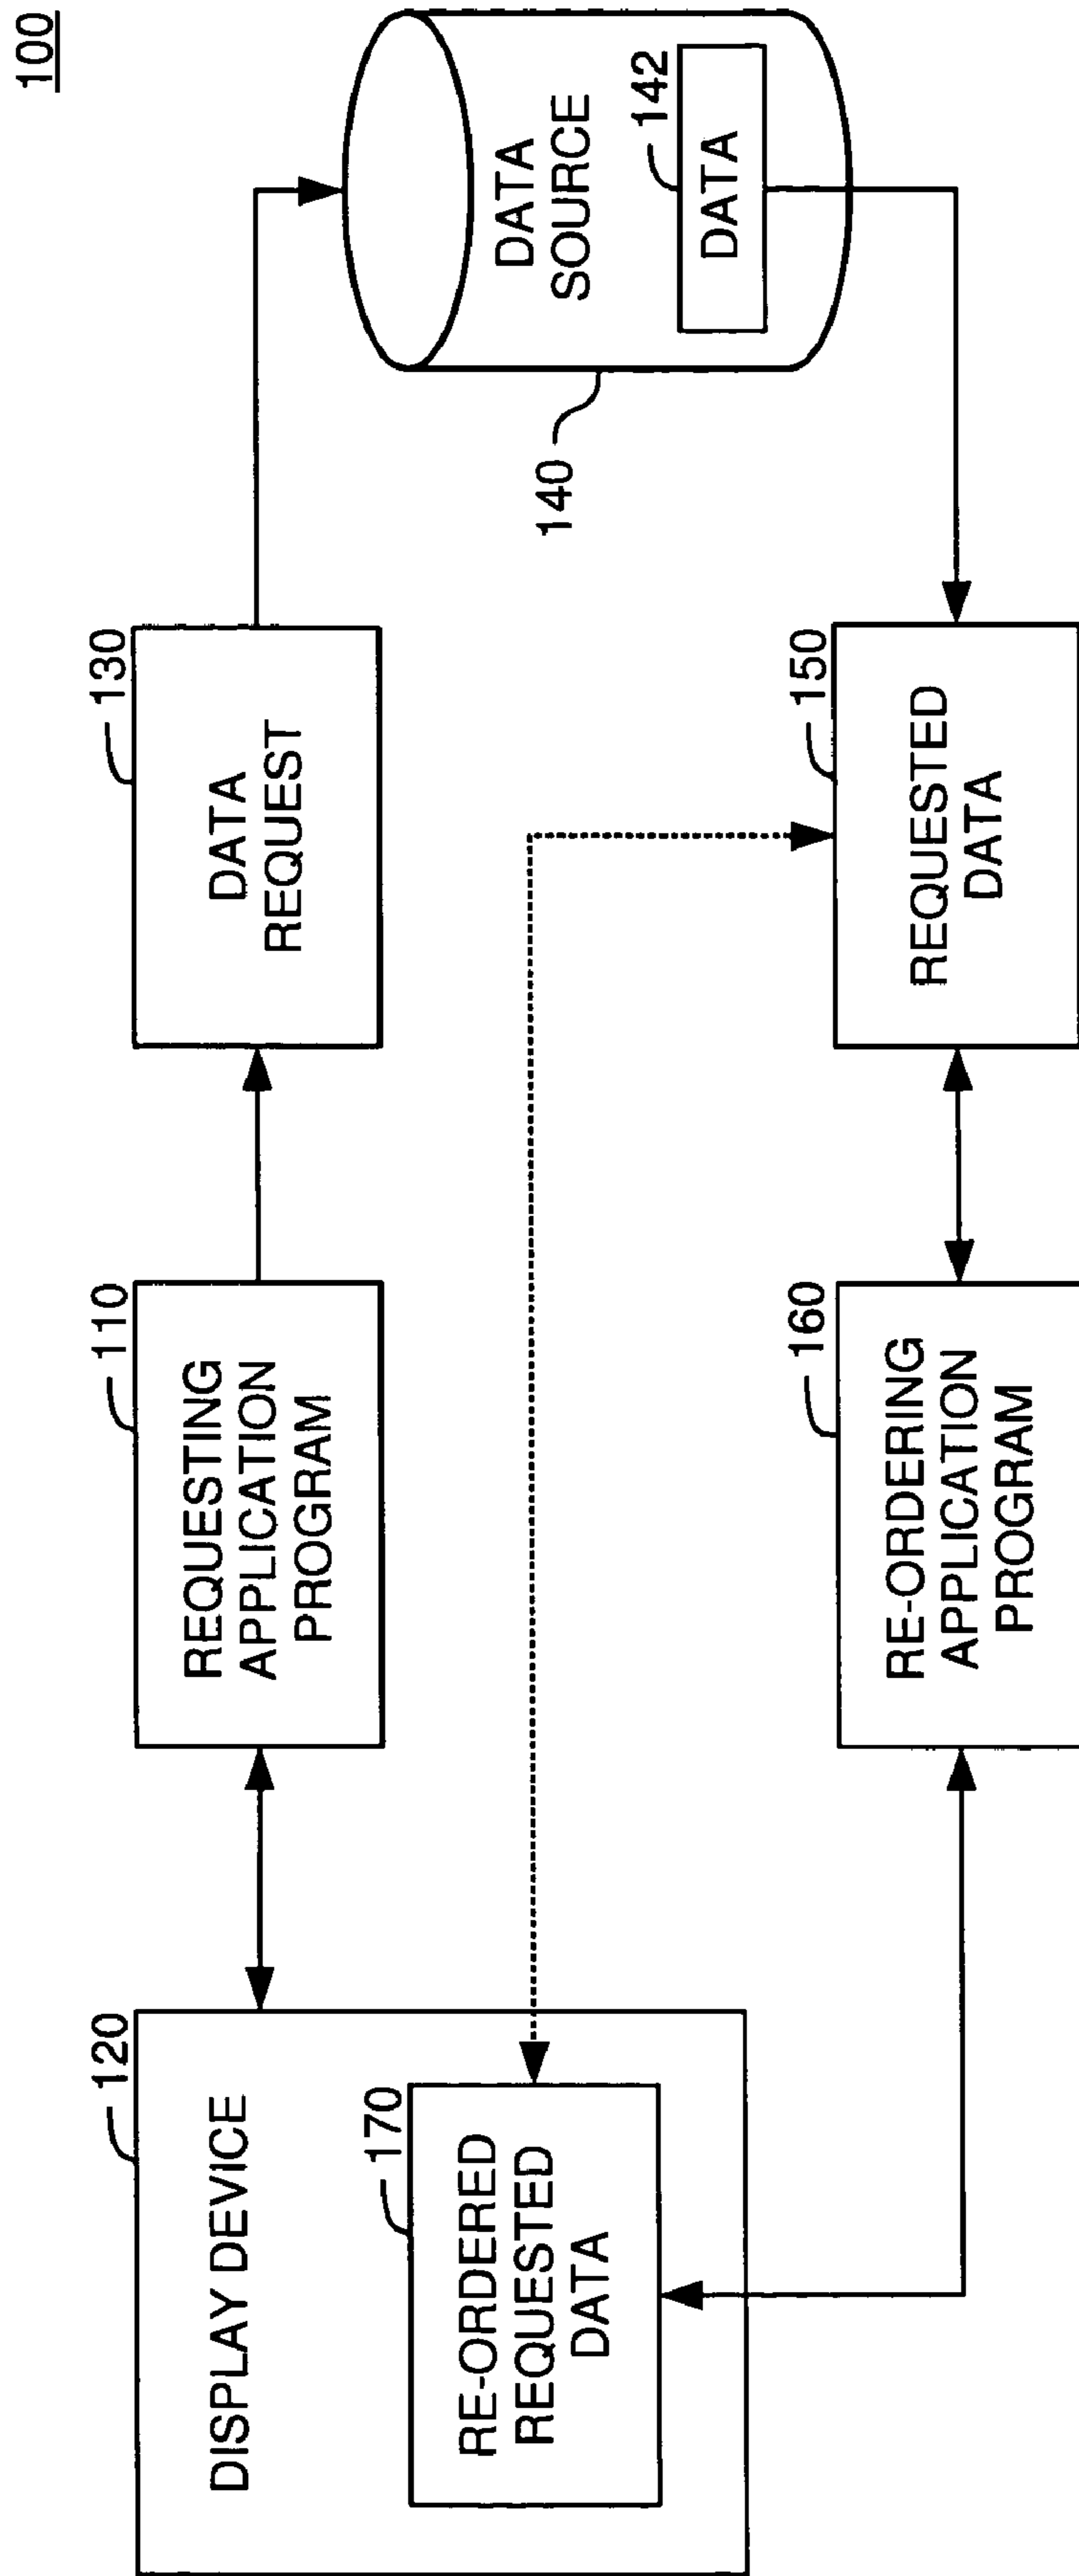 100
120
DISPLAY DEVICE
170
RE-ORDERED
REQUESTED
DATA
110
REQUESTING
APPLICATION
PROGRAM
130
DATA
REQUEST
DATA
SOURCE
142
DATA
140
160
RE-ORDERING
APPLICATION
PROGRAM
150
REQUESTED
DATA